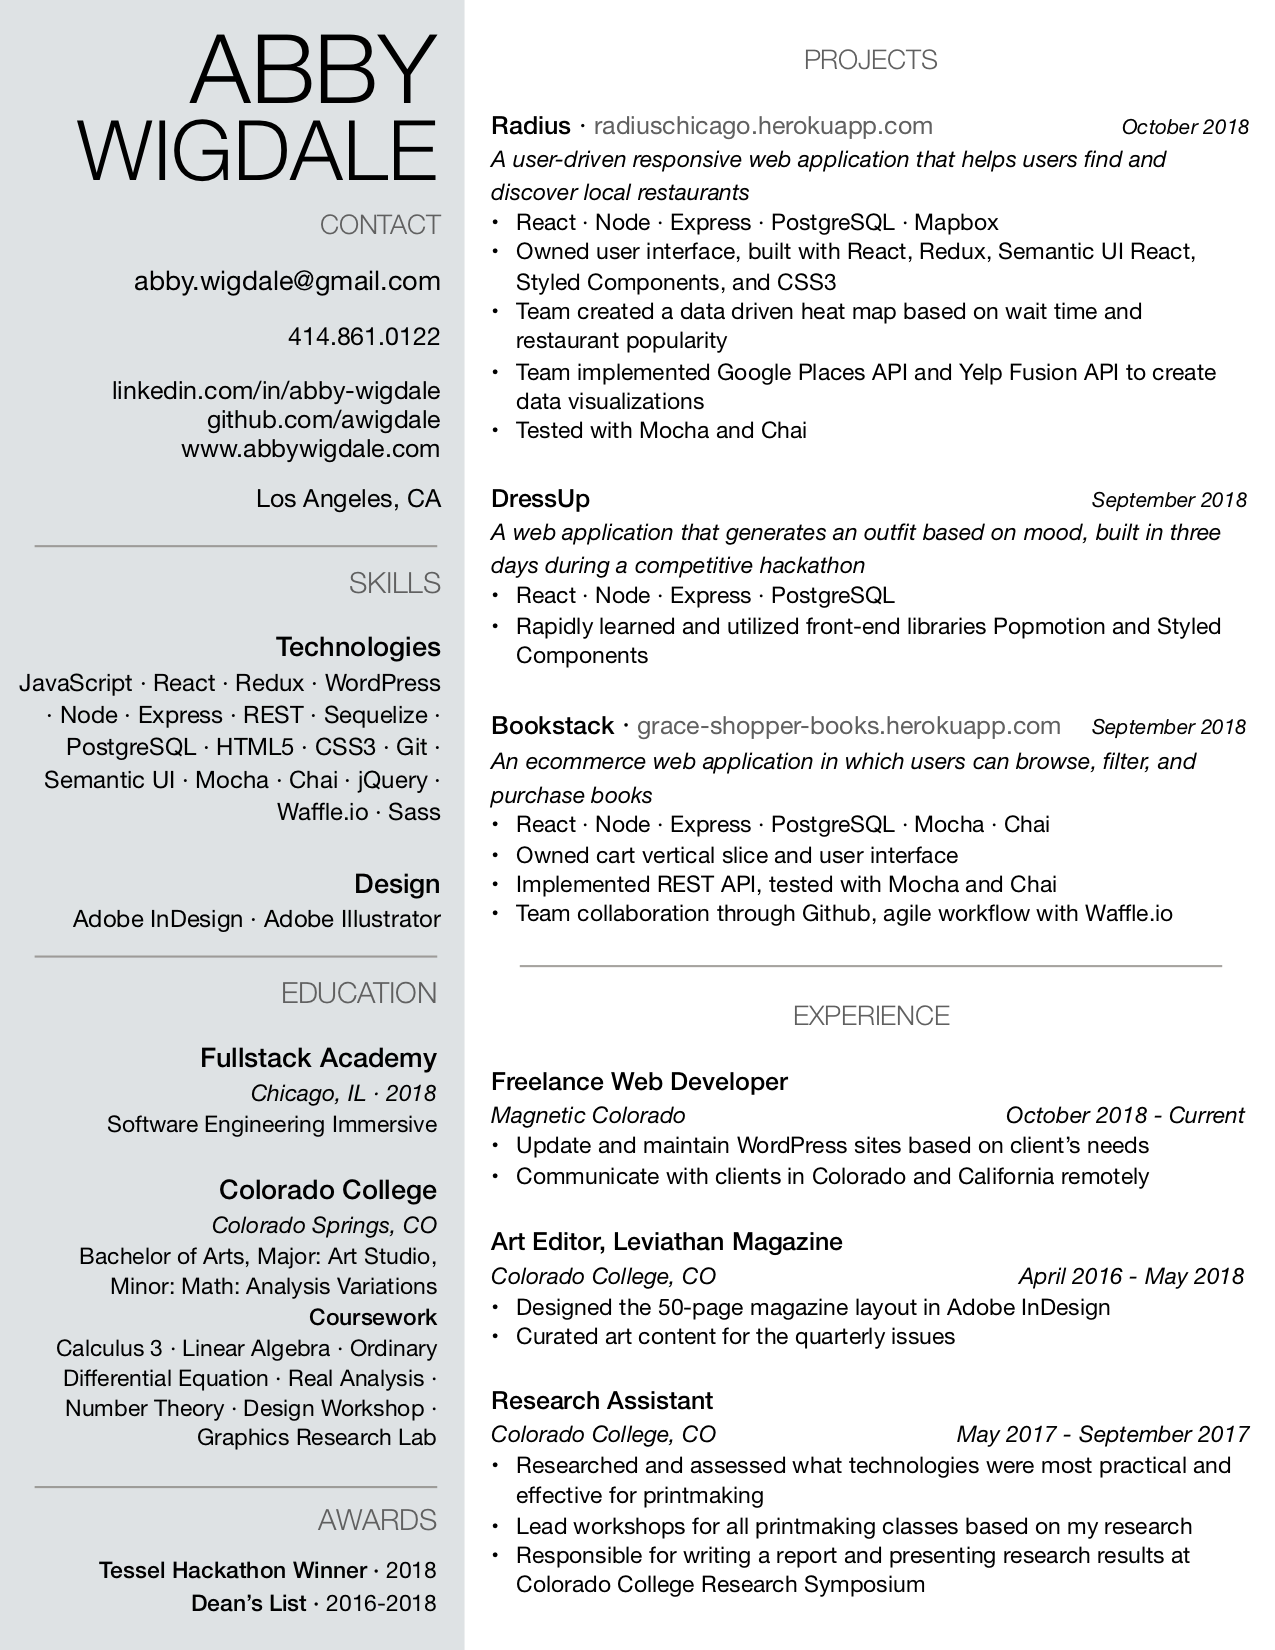 ABBY
WIGDALE
CONTACT
abby.wigdale@gmail.com
414.861.0122
linkedin.com/in/abby-wigdale
github.com/awigdale
www.abbywigdale.com
Los Angeles, CA
SKILLS
Technologies
JavaScript · React · Redux · WordPress
· Node · Express · REST · Sequelize ·
PostgreSQL · HTML5 · CSS3 · Git ·
Semantic UI · Mocha · Chai · jQuery ·
Waffle.io · Sass
Design
Adobe InDesign · Adobe Illustrator
EDUCATION
Fullstack Academy
Chicago, IL · 2018
Software Engineering Immersive
Colorado College
Colorado Springs, CO
Bachelor of Arts, Major: Art Studio,
Minor: Math: Analysis Variations
Coursework
Calculus 3 · Linear Algebra · Ordinary
Differential Equation · Real Analysis ·
Number Theory · Design Workshop ·
Graphics Research Lab
AWARDS
Tessel Hackathon Winner · 2018
Dean’s List · 2016-2018
PROJECTS
Radius · radiuschicago.herokuapp.com October 2018
A user-driven responsive web application that helps users find and
discover local restaurants
• React · Node · Express · PostgreSQL · Mapbox
• Owned user interface, built with React, Redux, Semantic UI React,
Styled Components, and CSS3
• Team created a data driven heat map based on wait time and
restaurant popularity
• Team implemented Google Places API and Yelp Fusion API to create
data visualizations
• Tested with Mocha and Chai
DressUp September 2018
A web application that generates an outfit based on mood, built in three
days during a competitive hackathon
• React · Node · Express · PostgreSQL
• Rapidly learned and utilized front-end libraries Popmotion and Styled
Components
Bookstack · grace-shopper-books.herokuapp.com September 2018
An ecommerce web application in which users can browse, filter, and
purchase books
• React · Node · Express · PostgreSQL · Mocha · Chai
• Owned cart vertical slice and user interface
• Implemented REST API, tested with Mocha and Chai
• Team collaboration through Github, agile workflow with Waffle.io
EXPERIENCE
Freelance Web Developer
Magnetic Colorado October 2018 - Current
• Update and maintain WordPress sites based on client’s needs
• Communicate with clients in Colorado and California remotely
Art Editor, Leviathan Magazine
Colorado College, CO April 2016 - May 2018
• Designed the 50-page magazine layout in Adobe InDesign
• Curated art content for the quarterly issues
Research Assistant
Colorado College, CO May 2017 - September 2017
• Researched and assessed what technologies were most practical and
effective for printmaking
• Lead workshops for all printmaking classes based on my research
• Responsible for writing a report and presenting research results at
Colorado College Research Symposium